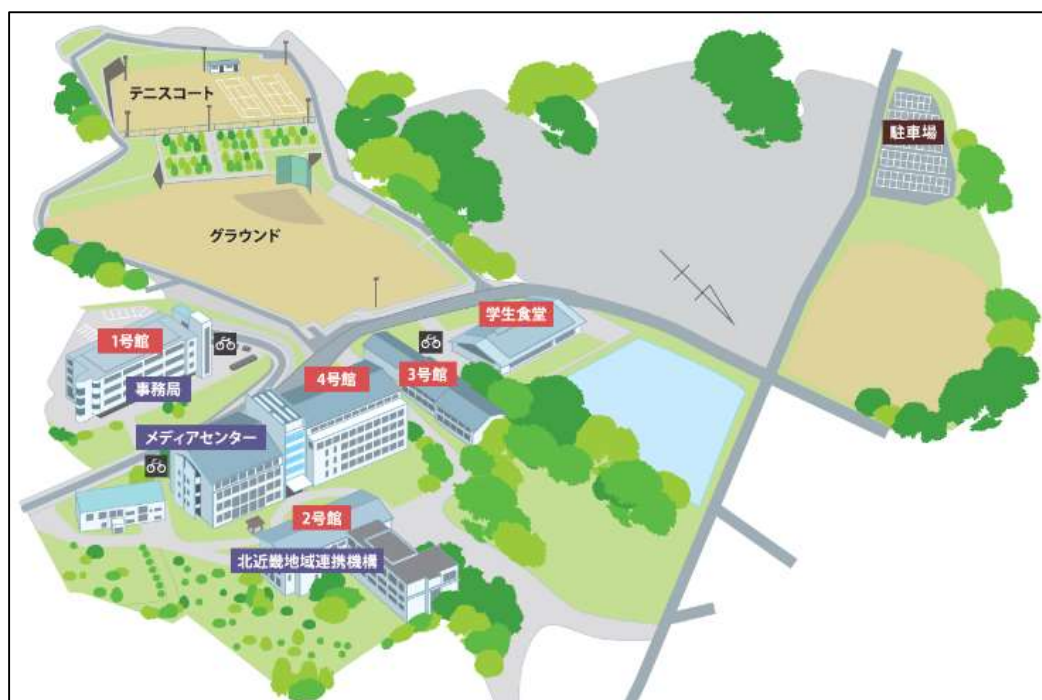 テニスコート
駐車場
グラウンド
学生食堂
1号館
3号館
4号館
事務局
メディアセンター
2号館
北近畿地域連携機構